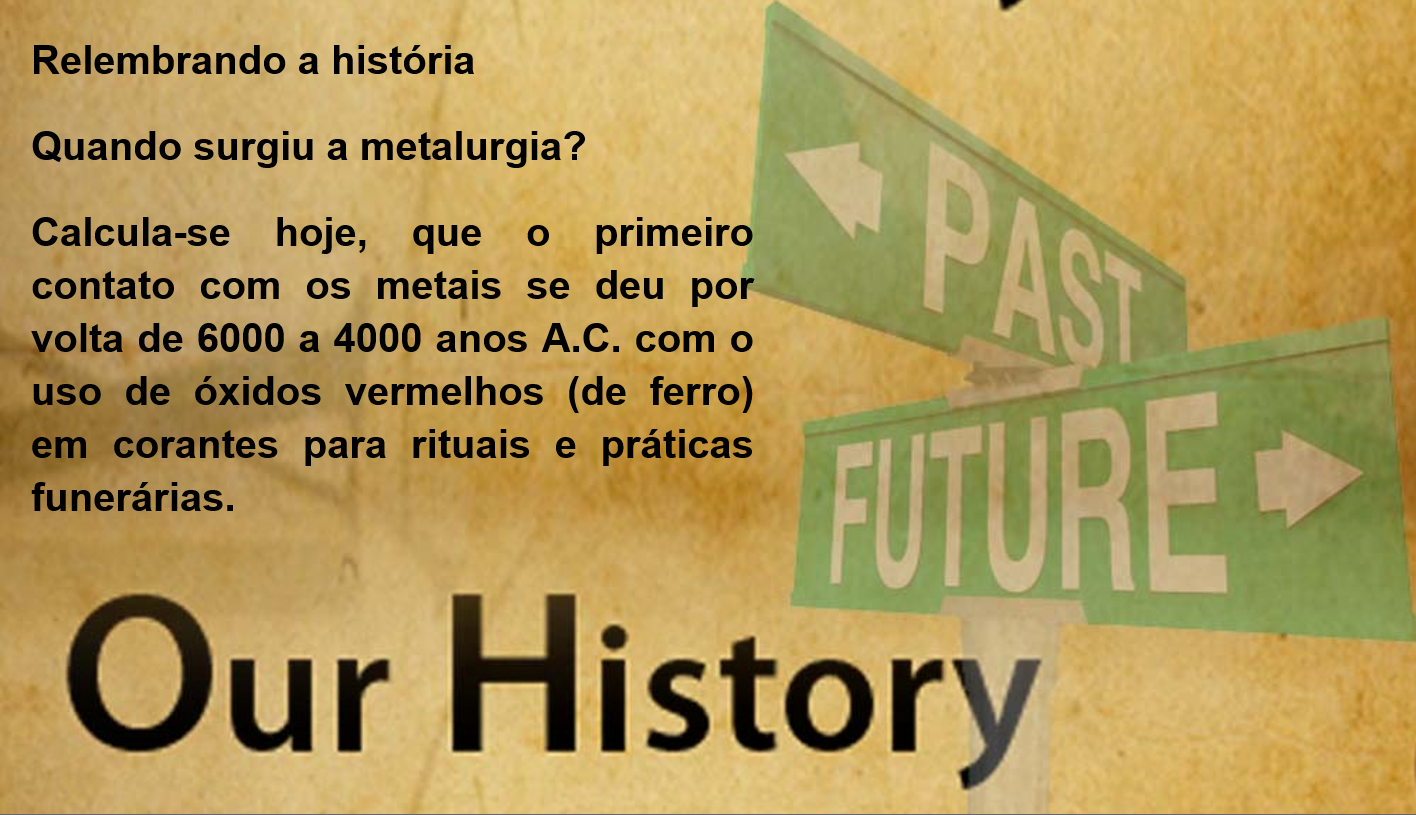 Relembrando a história
Quando surgiu a metalurgia?
Calcula-se hoje, que o primeiro
contato com os metais se deu por
volta de 6000 a 4000 anos A.C. com o
uso de óxidos vermelhos (de ferro)
em corantes para rituais e práticas
funerárias.
PAST
FUTURE
Our History